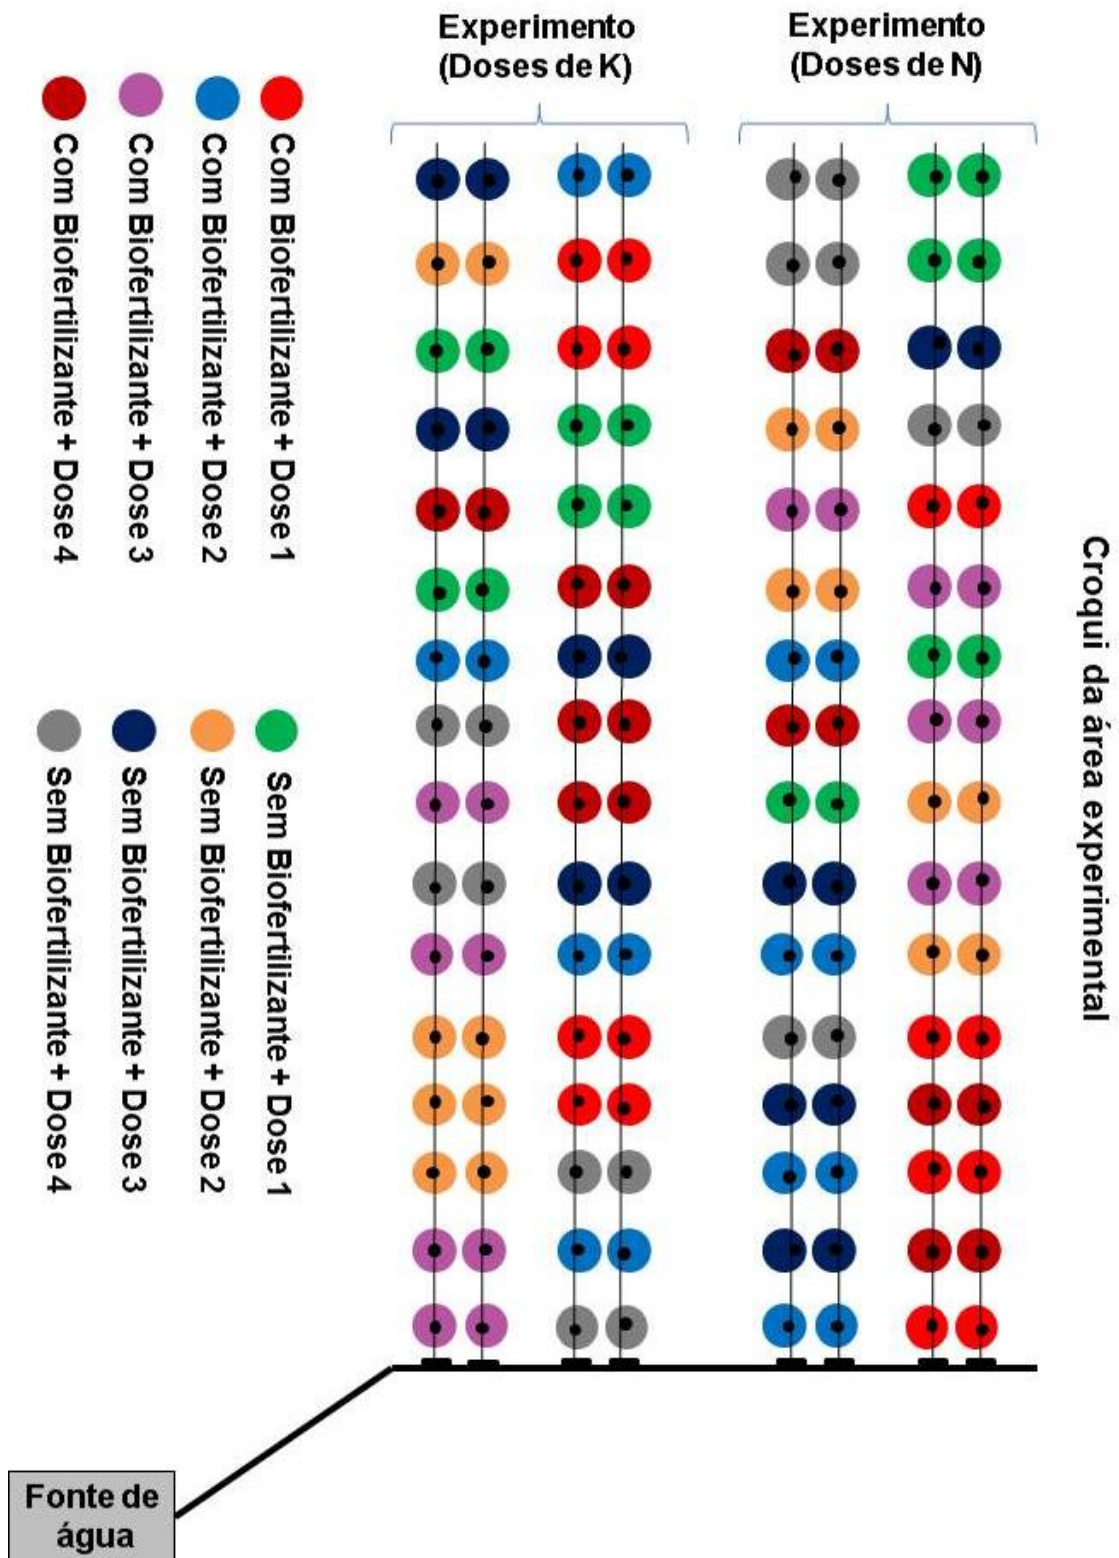 Experimento
(Doses de K)
Experimento
(Doses de N)
Croqui da área experimental
Com Biofertilizante + Dose 1
Com Biofertilizante + Dose 2
Com Biofertilizante + Dose 3
Com Biofertilizante + Dose 4
Sem Biofertilizante + Dose 1
Sem Biofertilizante + Dose 2
Sem Biofertilizante + Dose 3
Sem Biofertilizante + Dose 4
Fonte de
água